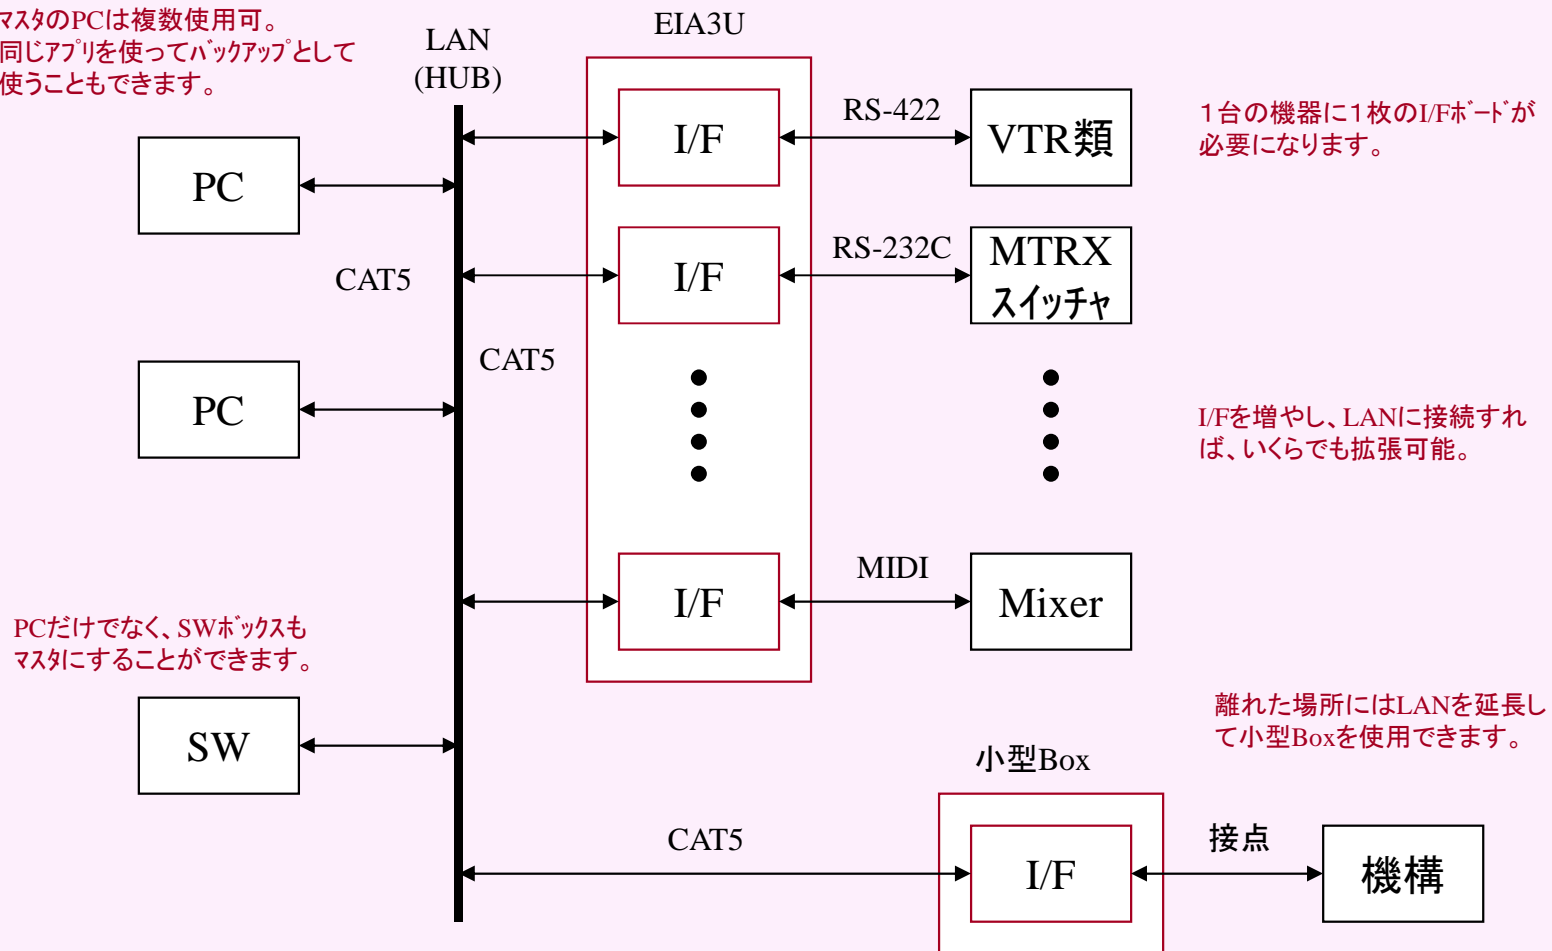 ﾏｽﾀのPCは複数使用可。
同じｱﾌﾟﾘを使ってﾊﾞｯｸｱｯﾌﾟとして
使うこともできます。
LAN
(HUB)
EIA3U
I/F
RS-422
VTR類
1台の機器に1枚のI/Fﾎﾞｰﾄﾞが
必要になります。
PC
I/F
RS-232C
MTRX
スイッチャ
CAT5
CAT5
PC
I/Fを増やし、LANに接続すれ
ば、いくらでも拡張可能。
I/F
MIDI
Mixer
PCだけでなく、SWﾎﾞｯｸｽも
ﾏｽﾀにすることができます。
SW
離れた場所にはLANを延長し
て小型Boxを使用できます。
小型Box
CAT5
I/F
接点
機構